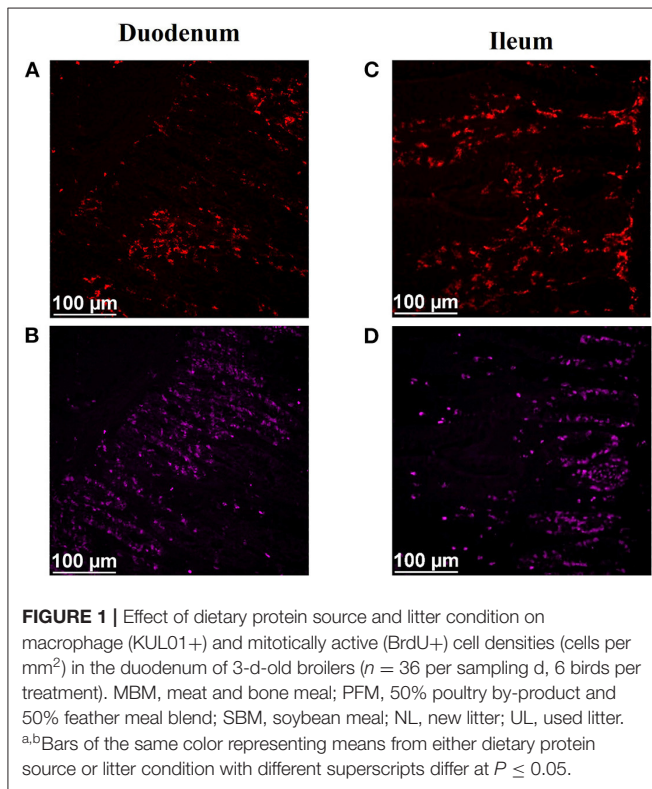 Duodenum
Ileum
A
C
100 µm
100 µm
B
D
100 µm
100 µm
FIGURE 1 | Effect of dietary protein source and litter condition on
macrophage (KUL01+) and mitotically active (BrdU+) cell densities (cells per
mm2) in the duodenum of 3-d-old broilers (n = 36 per sampling d, 6 birds per
treatment). MBM, meat and bone meal; PFM, 50% poultry by-product and
50% feather meal blend; SBM, soybean meal; NL, new litter; UL, used litter.
a,bBars of the same color representing means from either dietary protein
source or litter condition with different superscripts differ at P ≤ 0.05.